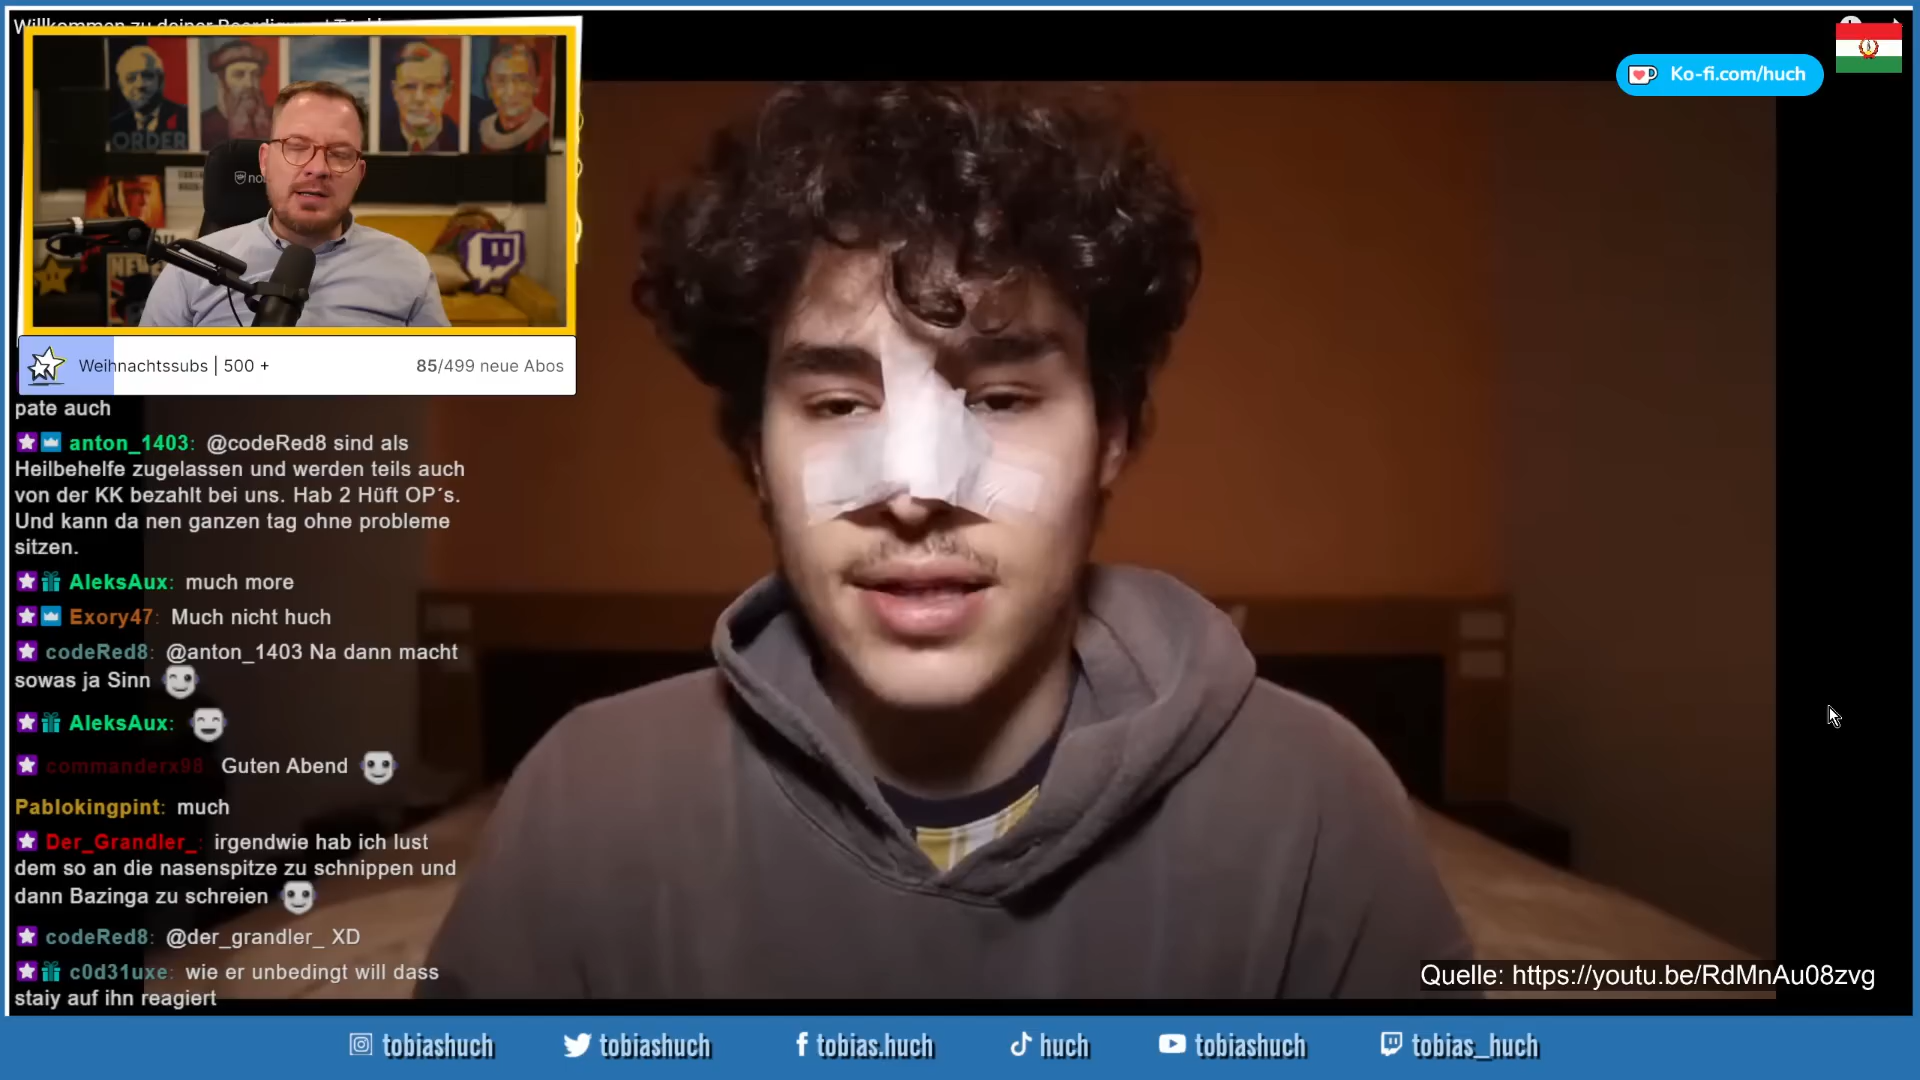 Willkommen zu deiner
ORDER
Ko-fi.com/huch
Weihnachtssubs | 500 +
85/499 neue Abos
pate auch
anton_1403: @codeRed8 sind als
Heilbehelfe zugelassen und werden teils auch
von der KK bezahlt bei uns. Hab 2 Hüft OP´s.
Und kann da nen ganzen tag ohne probleme
sitzen.
AleksAux: much more
Exory47: Much nicht huch
codeRed8: @anton_1403 Na dann macht
sowas ja Sinn
AleksAux:
commanderx98 Guten Abend
Pablokingpint: much
Der_Grandler_: irgendwie hab ich lust
dem so an die nasenspitze zu schnippen und
dann Bazinga zu schreien
codeRed8: @der_grandler_ XD
c0d31uxe: wie er unbedingt will dass
staiy auf ihn reagiert
Quelle: https://youtu.be/RdMnAu08zvg
tobiashuch
tobiashuch
tobias.huch
huch
tobiashuch
tobias_huch